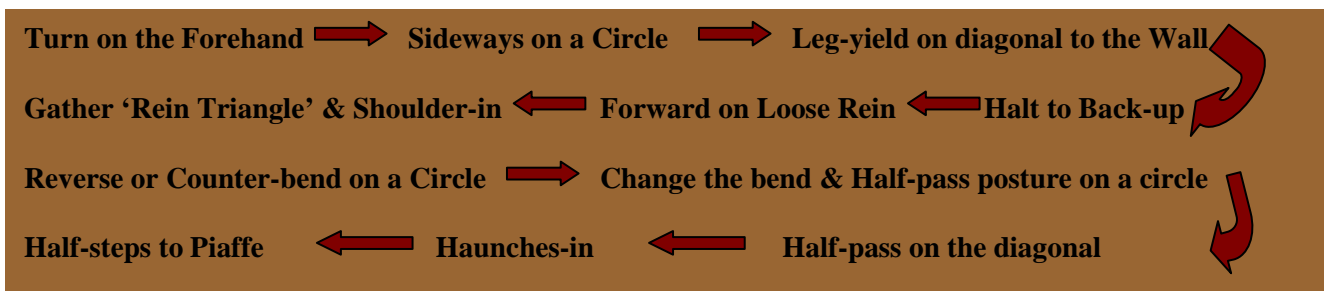 Turn on the Forehand Sideways on a Circle Leg-yield on diagonal to the Wall
Gather ‘Rein Triangle’ & Shoulder-in Forward on Loose Rein Halt to Back-up
Reverse or Counter-bend on a Circle Change the bend & Half-pass posture on a circle
Half-steps to Piaffe Haunches-in Half-pass on the diagonal